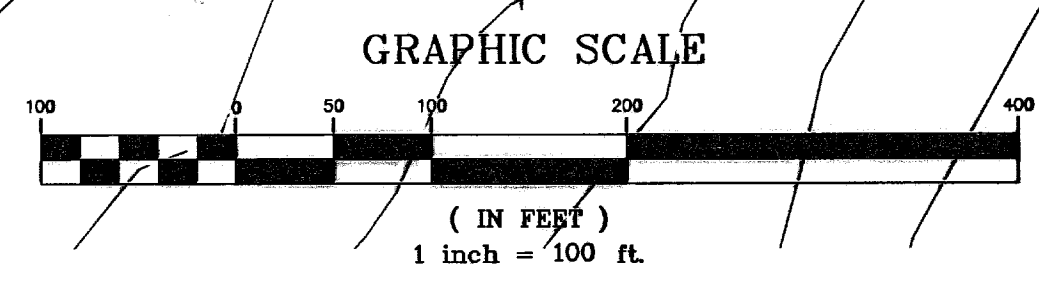 GRAPHIC SCALE
100 0 50 100 200 400
( IN FEET )
1 inch = 100 ft.